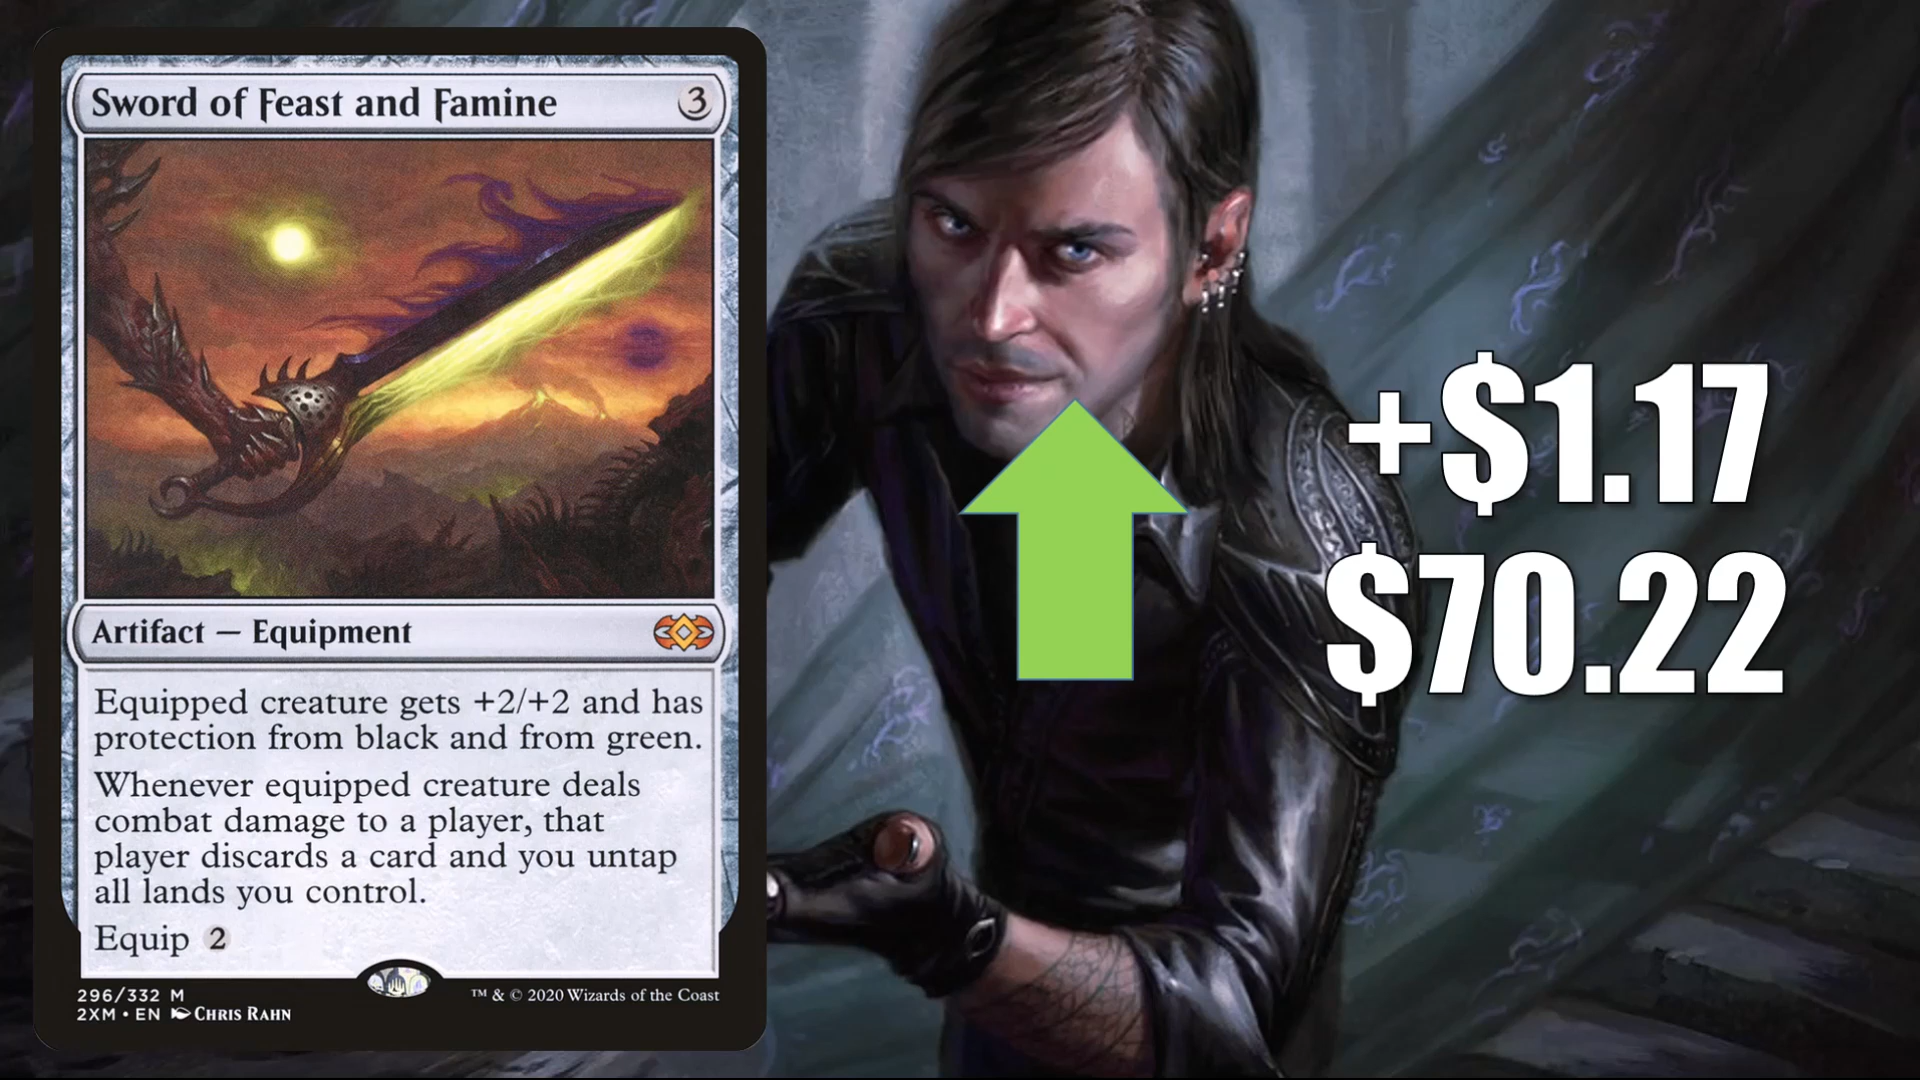 Sword of Feast and Famine 3
Artifact — Equipment
Equipped creature gets +2/+2 and has
protection from black and from green.
Whenever equipped creature deals
combat damage to a player, that
player discards a card and you untap
all lands you control.
Equip 2
296/332 M
2XM • EN Chris Rahn
™ & © 2020 Wizards of the Coast
+$1.17
$70.22